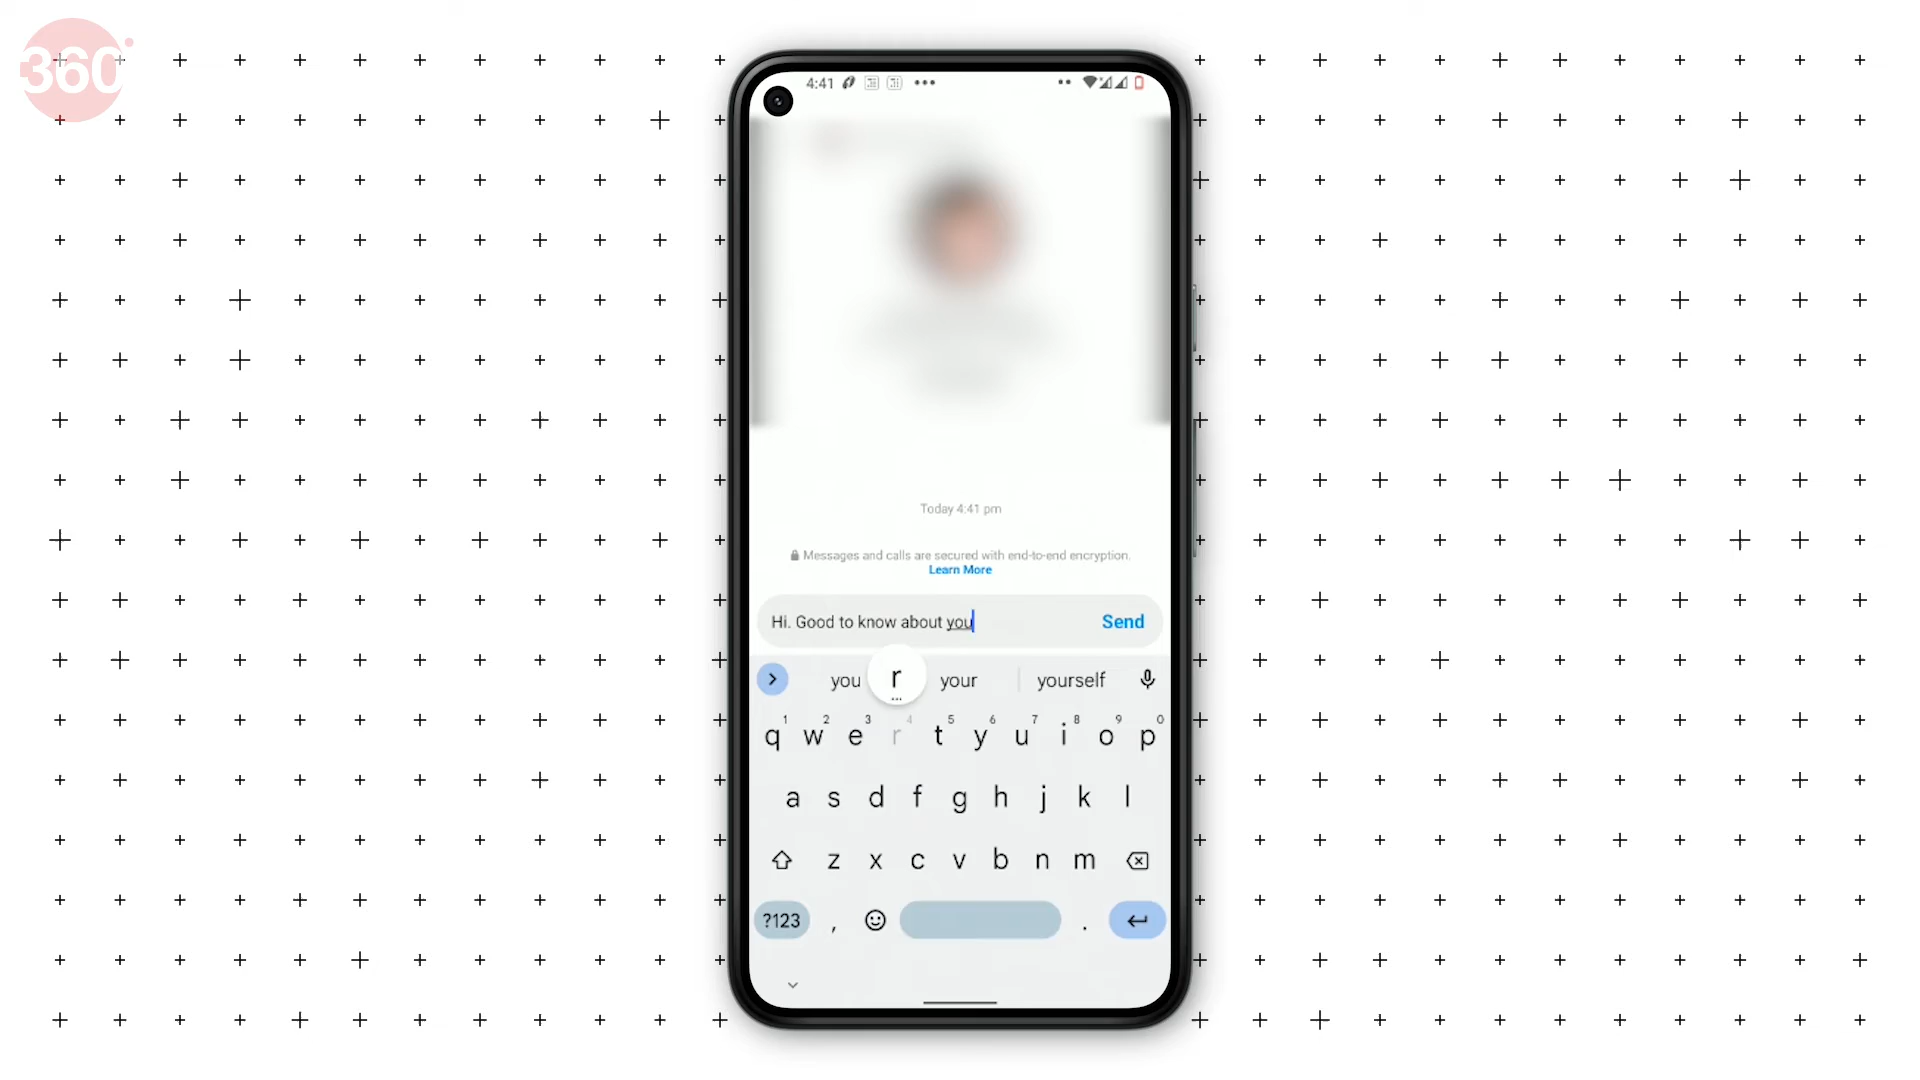 360°
4:41
Today 4:41 pm
Messages and calls are secured with end-to-end encryption.
Learn More
Hi. Good to know about you
Send
you
r
...
your
yourself
1 2 3 4 5 6 7 8 9 0
q w e r t y u i o p
a s d f g h j k l
z x c v b n m
?123 , .